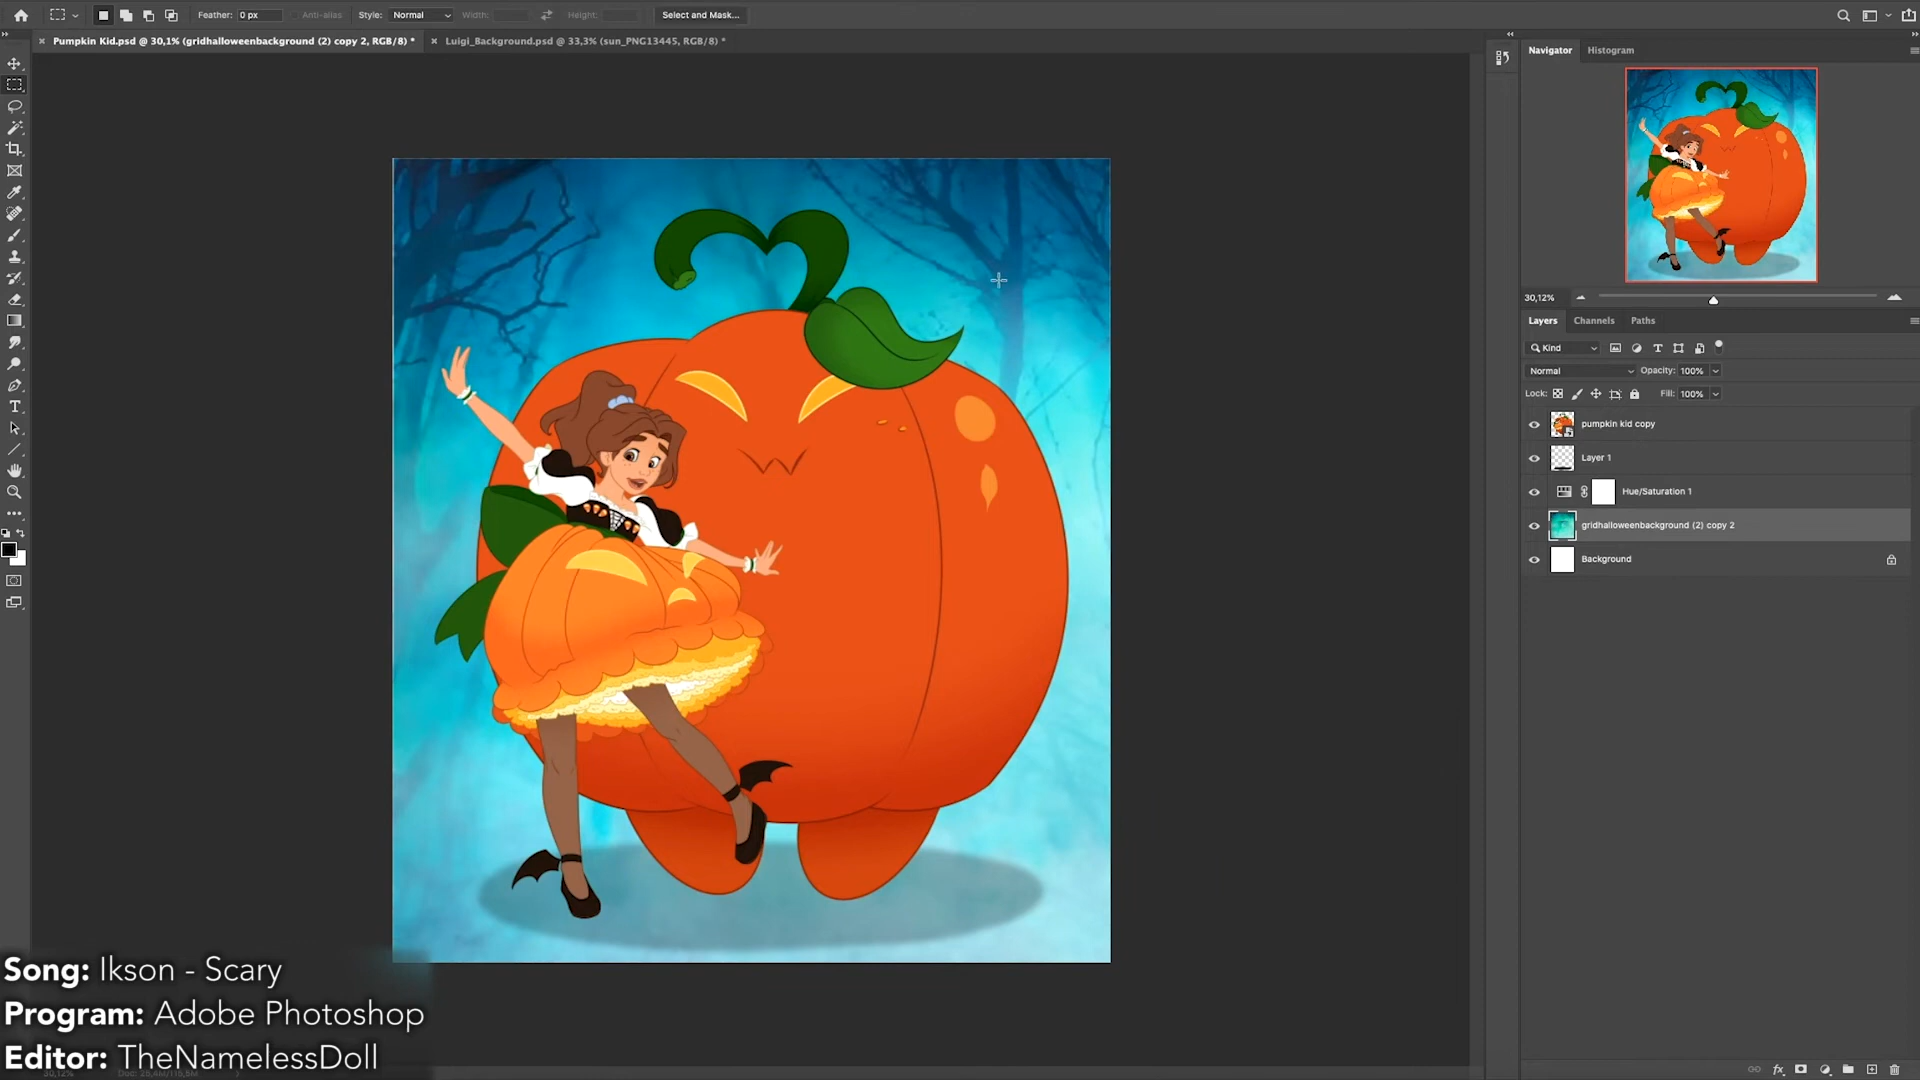 Feather: 0 px Anti-alias Style: Normal Width: Height: Select and Mask...
Pumpkin Kid.psd @ 30,1% (gridhalloweenbackground (2) copy 2, RGB/8) * Luigi_Background.psd @ 33,3% (sun_PNG13445, RGB/8) *
Navigator Histogram
30,12%
Layers Channels Paths
Kind
Normal Opacity: 100%
Lock: Fill: 100%
pumpkin kid copy
Layer 1
Hue/Saturation 1
gridhalloweenbackground (2) copy 2
Background
Song: Ikson - Scary
Program: Adobe Photoshop
Editor: TheNamelessDoll
30,12%